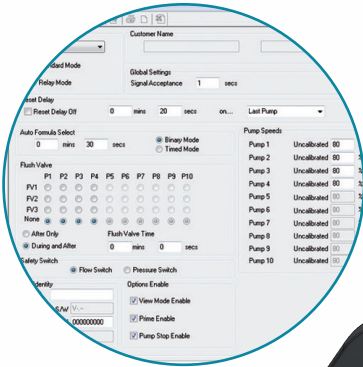 Customer Name
ndard Mode
Relay Mode
Global Settings
Signal Acceptance 1 secs
eset Delay
Reset Delay Off 0 mins 20 secs on... Last Pump
Auto Formula Select
0 mins 30 secs
Binary Mode
Timed Mode
Pump Speeds
Pump 1 Uncalibrated 80
Pump 2 Uncalibrated 80 %
Pump 3 Uncalibrated 80 %
Pump 4 Uncalibrated 80 %
Pump 5 Uncalibrated 80 %
Pump 6 Uncalibrated 80 %
Pump 7 Uncalibrated 80 %
Pump 8 Uncalibrated 80
Pump 9 Uncalibrated 80
Pump 10 Uncalibrated 80
Flush Valve
P1 P2 P3 P4 P5 P6 P7 P8 P9 P10
FV1
FV2
FV3
None
After Only
During and After
Flush Valve Time
0 mins 0 secs
Safety Switch
Flow Switch Pressure Switch
Identity
S/W V-.--
000000000
Options Enable
View Mode Enable
Prime Enable
Pump Stop Enable